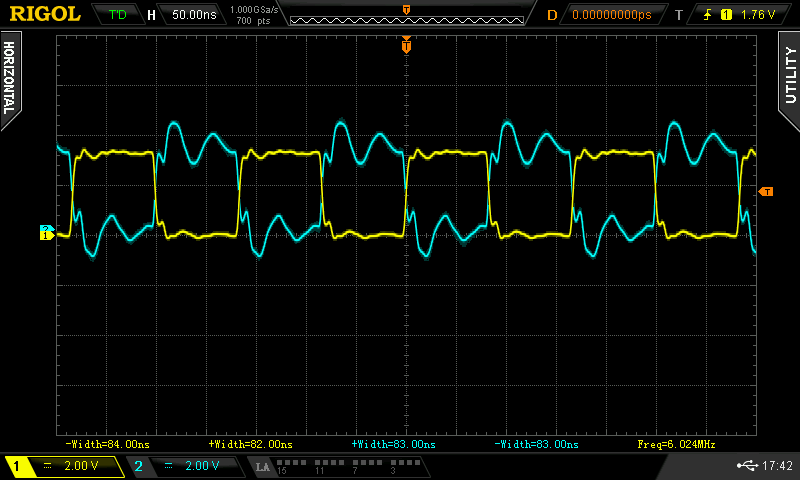 RIGOL T'D H 50.00ns 1.000GSa/s 700 pts T D 0.00000000ps T 1 1.76 V
HORIZONTAL
UTILITY
T
T
2
1
-Width=84.00ns +Width=82.00ns +Width=83.00ns -Width=83.00ns Freq=6.024MHz
1 2.00 V 2 2.00 V LA 15 11 7 3 17:42